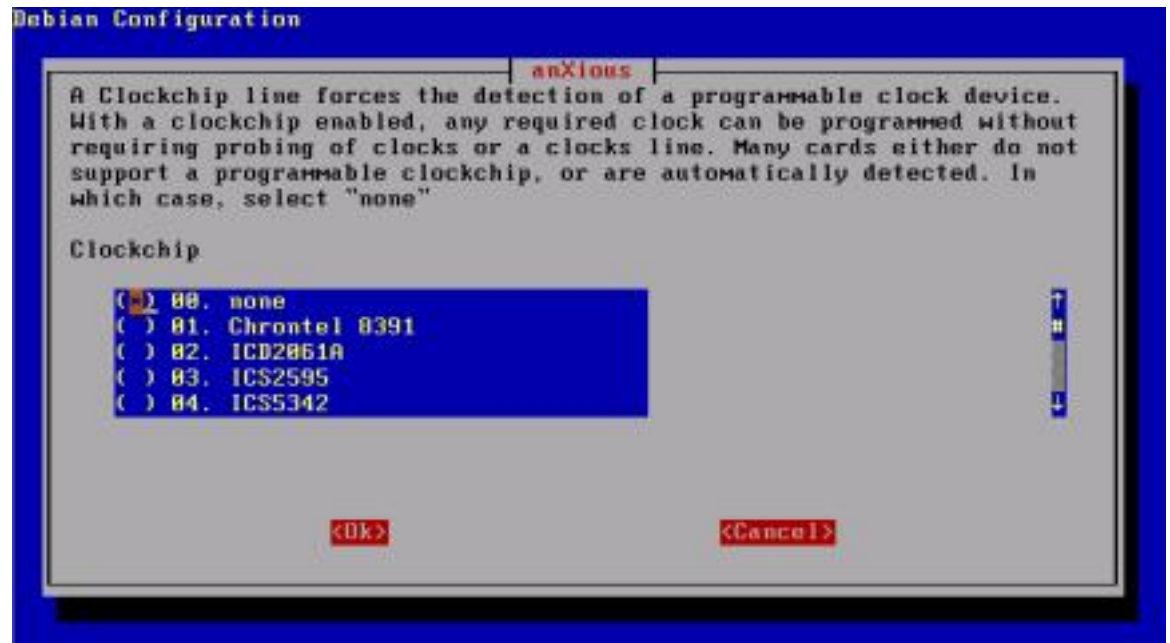 Debian Configuration
anXious
A Clockchip line forces the detection of a programmable clock device.
With a clockchip enabled, any required clock can be programmed without
requiring probing of clocks or a clocks line. Many cards either do not
support a programmable clockchip, or are automatically detected. In
which case, select "none"
Clockchip
(*) 00. none
( ) 01. Chrontel 8391
( ) 02. ICD2061A
( ) 03. ICS2595
( ) 04. ICS5342
<Ok> <Cancel>